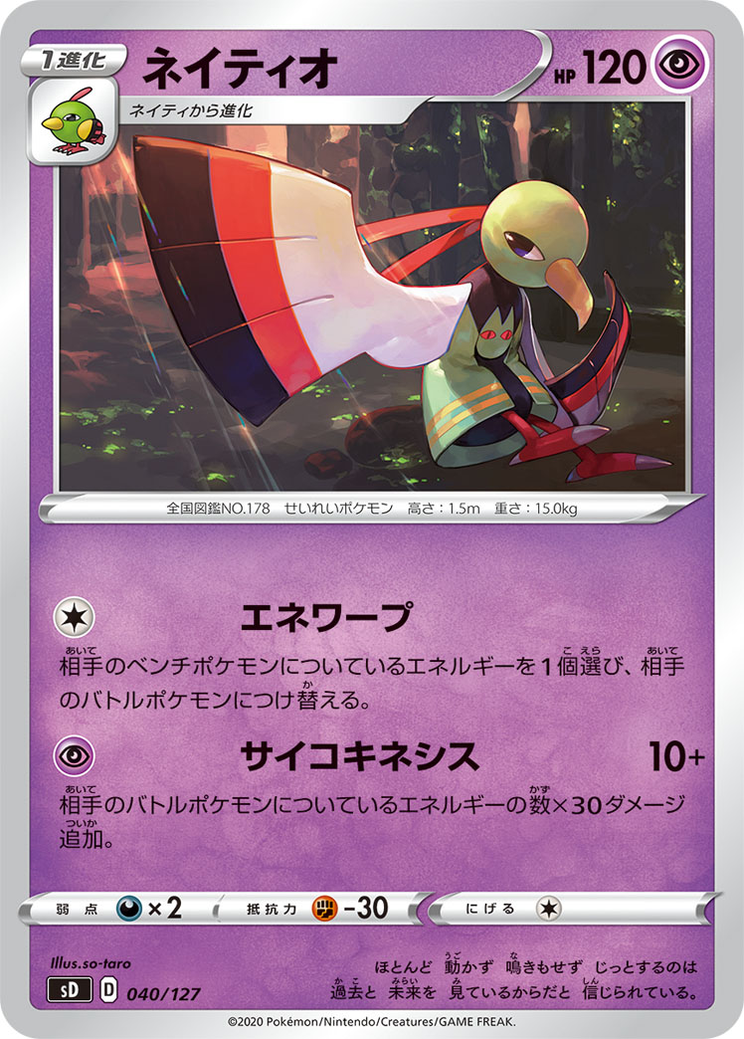 1進化
ネイティオ
HP 120
ネイティから進化
全国図鑑NO.178 せいれいポケモン 高さ:1.5m 重さ:15.0kg
エネワープ
相手のベンチポケモンについているエネルギーを1個選び、相手
のバトルポケモンにつけ替える。
サイコキネシス 10+
相手のバトルポケモンについているエネルギーの数×30ダメージ
追加。
弱点 ×2 抵抗力 -30 にげる
Illus.so-taro
sD D 040/127
ほとんど 動かず 鳴きもせず じっとするのは
過去と 未来を 見ているからだと 信じられている。
©2020 Pokémon/Nintendo/Creatures/GAME FREAK.